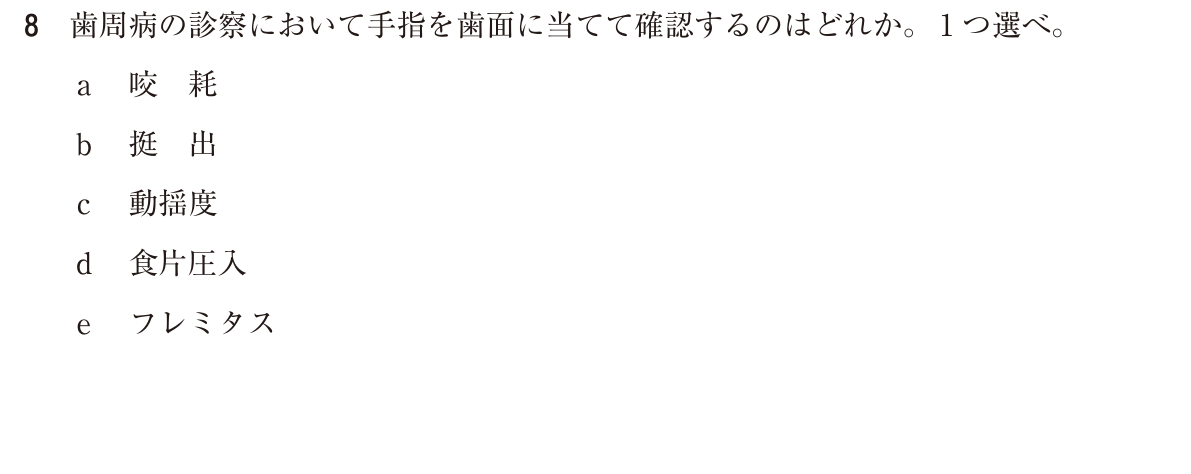 8 歯周病の診察において手指を歯面に当てて確認するのはどれか。1つ選べ。
a 咬　耗
b 挺　出
c 動揺度
d 食片圧入
e フレミタス